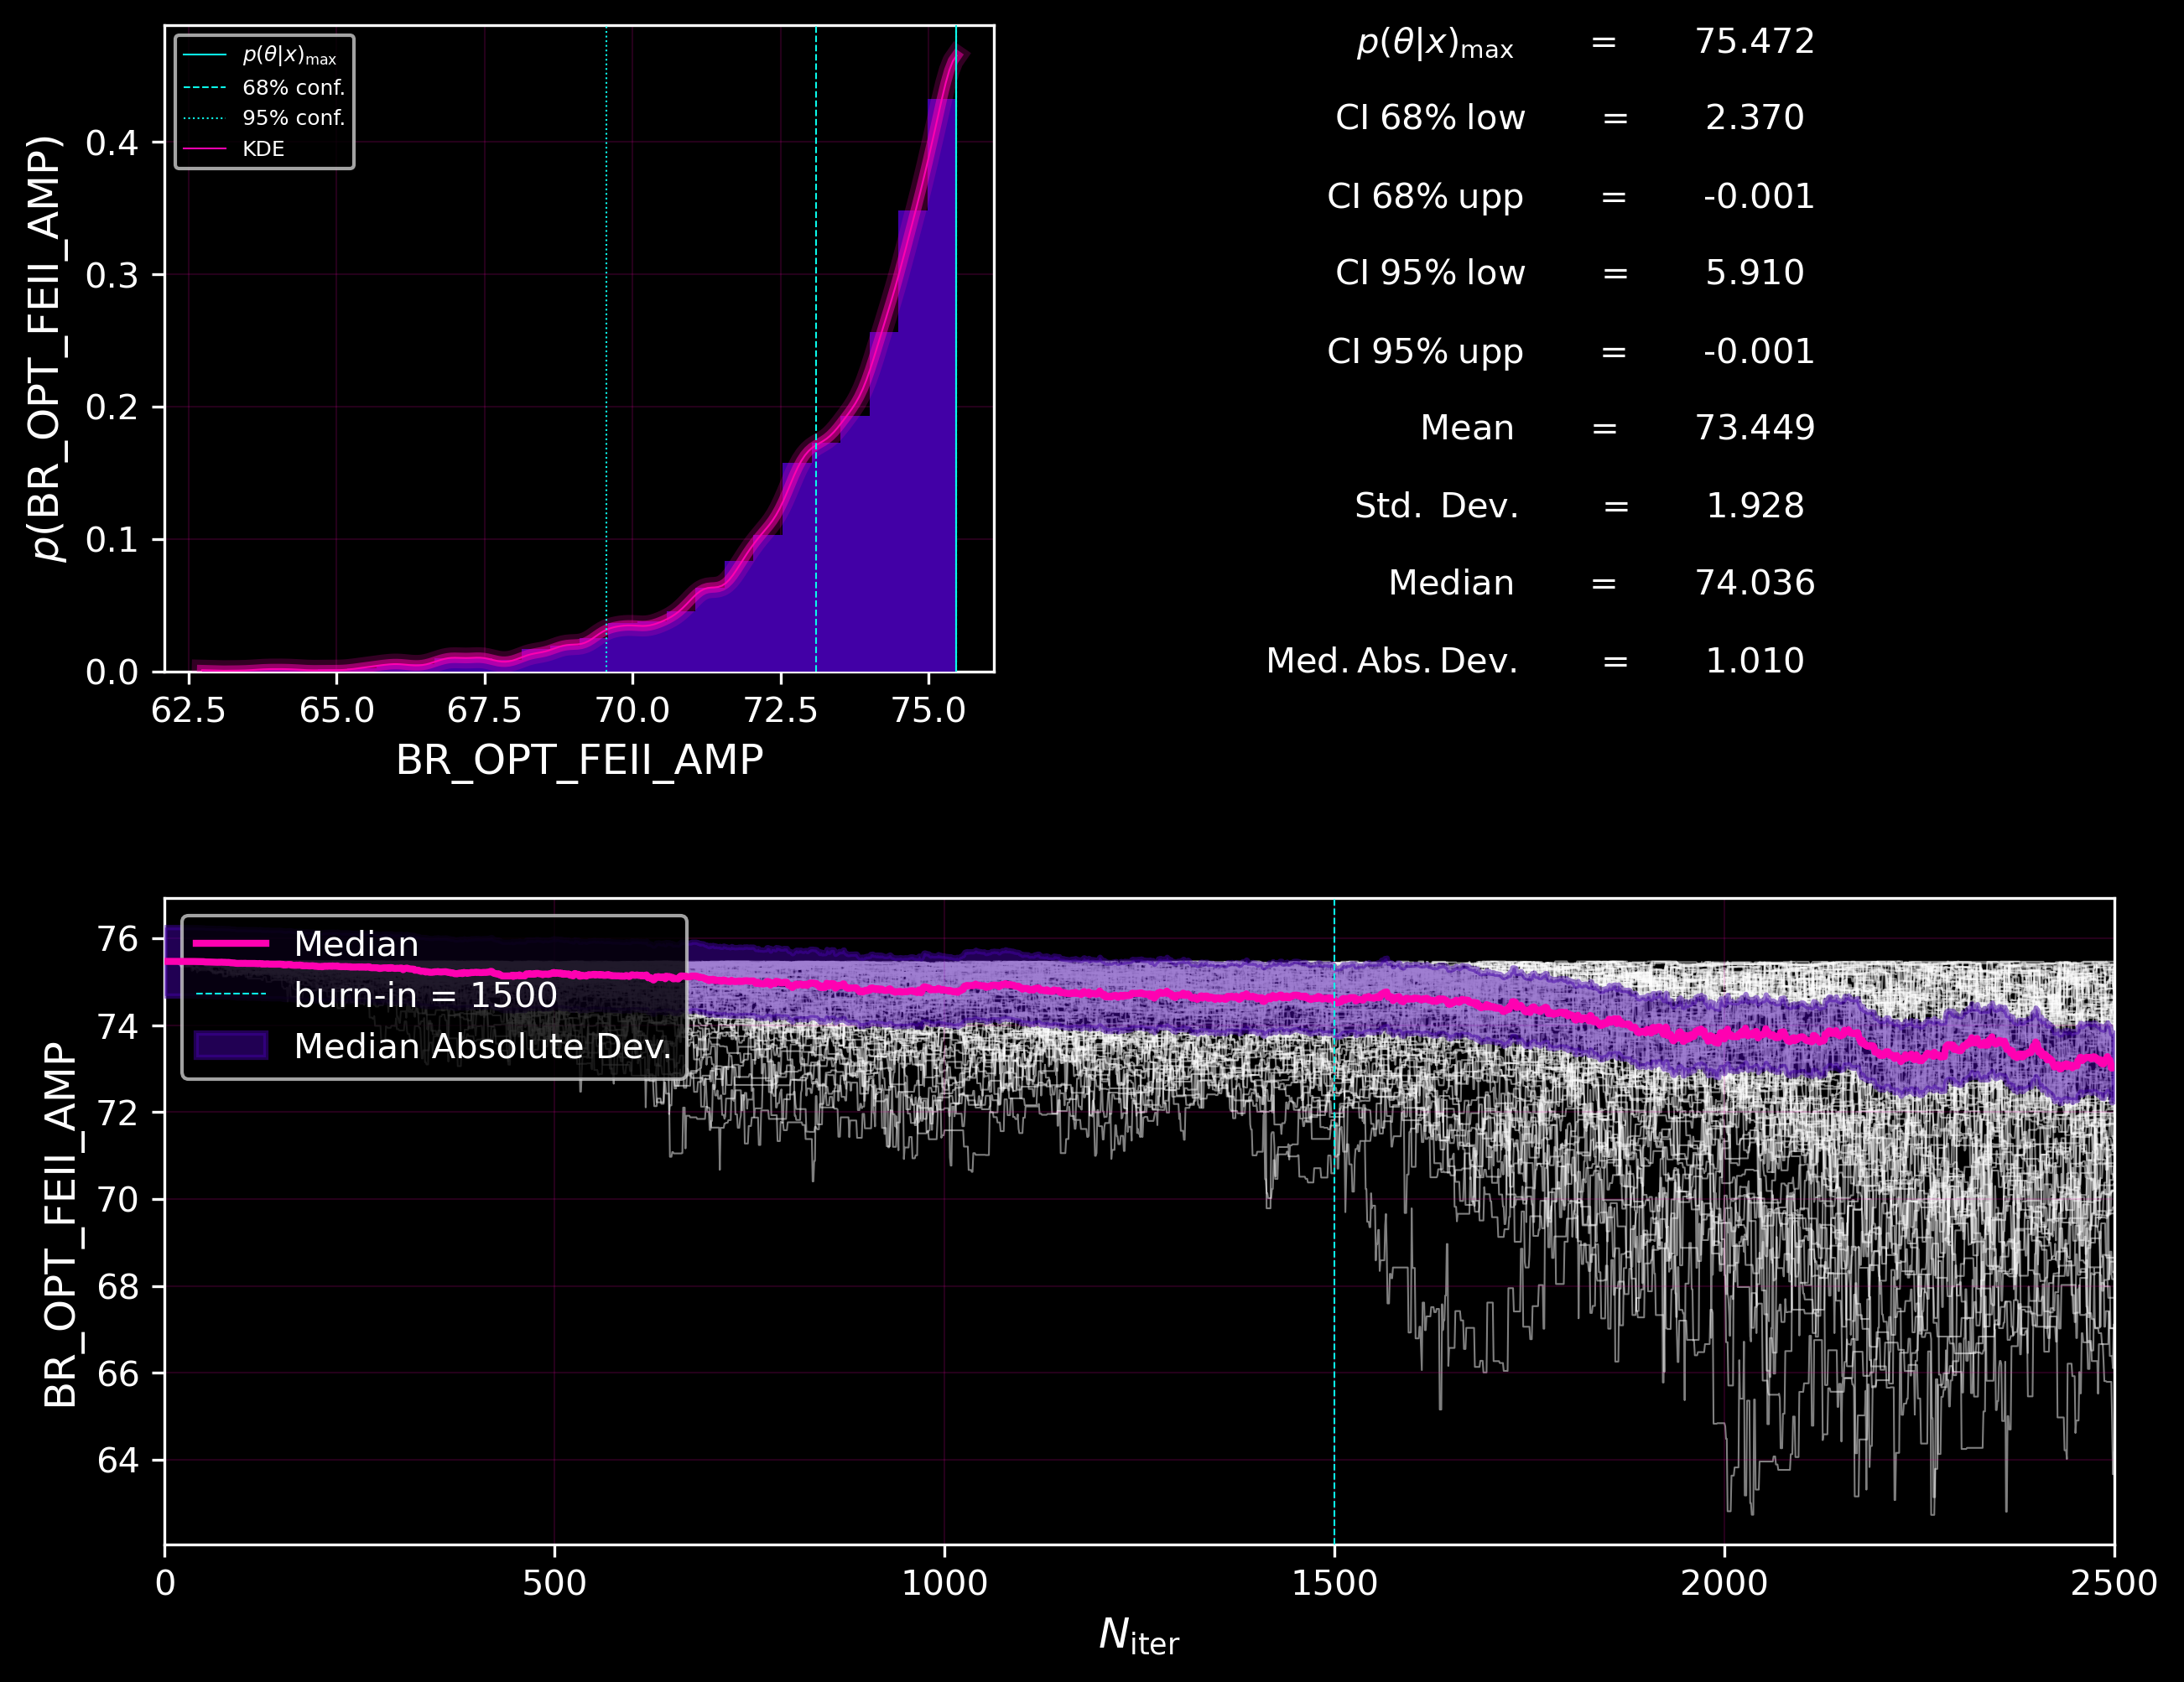 p(θ|x)max
68% conf.
95% conf.
KDE
p(BR_OPT_FEII_AMP)
0.4
0.3
0.2
0.1
0.0
62.5 65.0 67.5 70.0 72.5 75.0
BR_OPT_FEII_AMP
p(θ|x)max = 75.472
CI 68% low = 2.370
CI 68% upp = -0.001
CI 95% low = 5.910
CI 95% upp = -0.001
Mean = 73.449
Std. Dev. = 1.928
Median = 74.036
Med. Abs. Dev. = 1.010
Median
burn-in = 1500
Median Absolute Dev.
BR_OPT_FEII_AMP
76
74
72
70
68
66
64
0 500 1000 1500 2000 2500
Niter